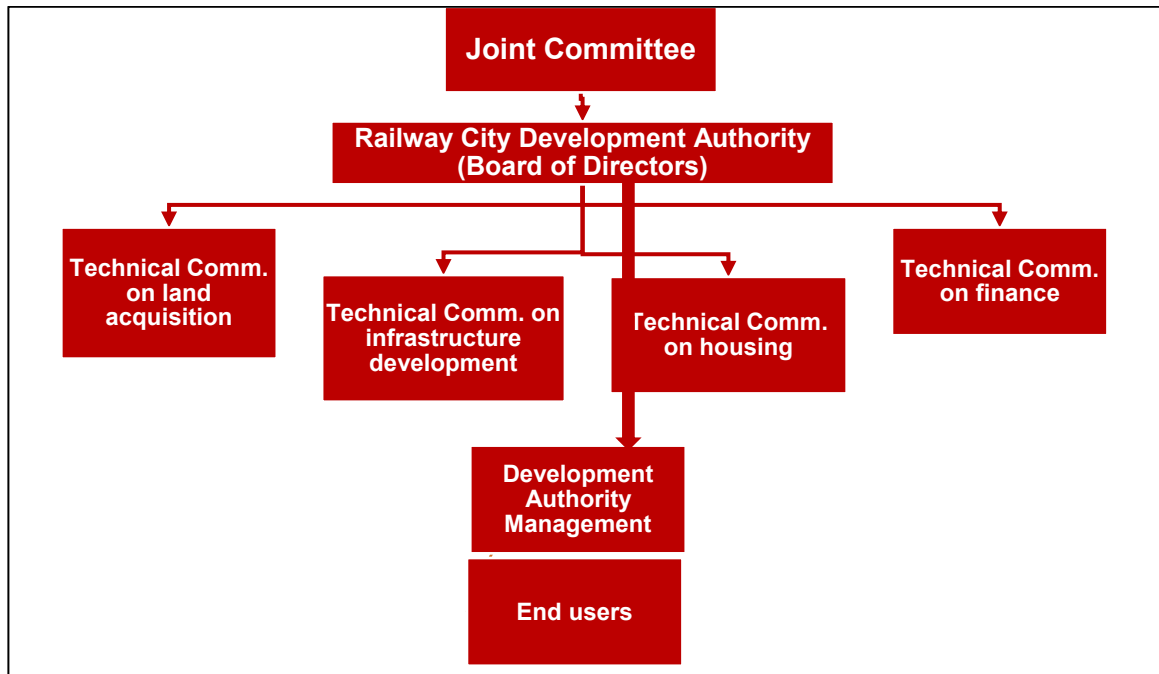 Joint Committee
Railway City Development Authority
(Board of Directors)
Technical Comm.
on land
acquisition
Technical Comm. on
infrastructure
development
Technical Comm.
on housing
Technical Comm.
on finance
Development
Authority
Management
End users